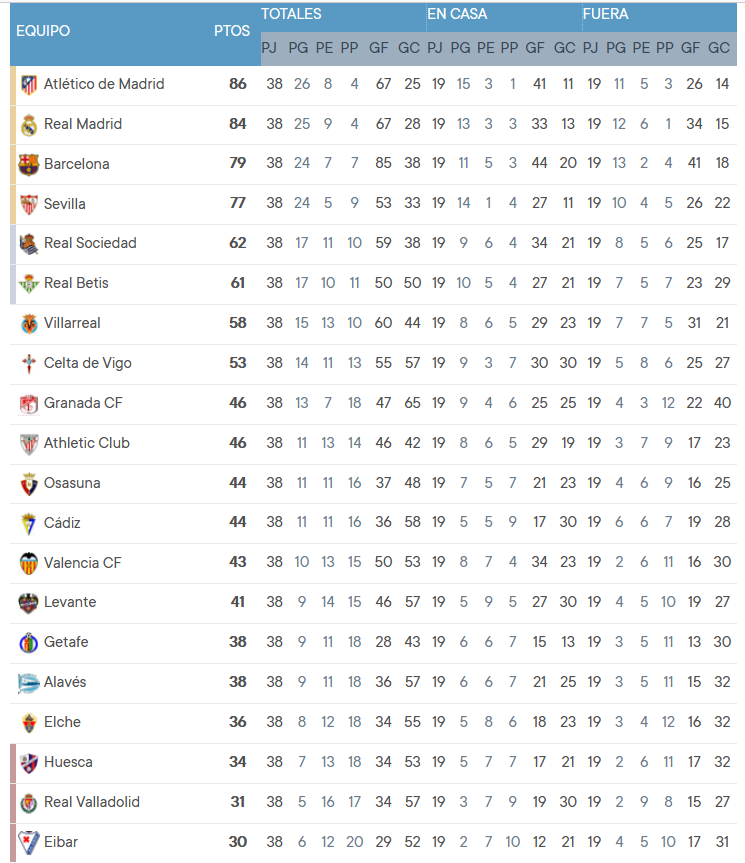 TOTALES EN CASA FUERA
EQUIPO PTOS
PJ PG PE PP GF GC PJ PG PE PP GF GC PJ PG PE PP GF GC
Atlético de Madrid 86 38 26 8 4 67 25 19 15 3 1 41 11 19 11 5 3 26 14
Real Madrid 84 38 25 9 4 67 28 19 13 3 3 33 13 19 12 6 1 34 15
Barcelona 79 38 24 7 7 85 38 19 11 5 3 44 20 19 13 2 4 41 18
Sevilla 77 38 24 5 9 53 33 19 14 1 4 27 11 19 10 4 5 26 22
Real Sociedad 62 38 17 11 10 59 38 19 9 6 4 34 21 19 8 5 6 25 17
Real Betis 61 38 17 10 11 50 50 19 10 5 4 27 21 19 7 5 7 23 29
Villarreal 58 38 15 13 10 60 44 19 8 6 5 29 23 19 7 7 5 31 21
Celta de Vigo 53 38 14 11 13 55 57 19 9 3 7 30 30 19 5 8 6 25 27
Granada CF 46 38 13 7 18 47 65 19 9 4 6 25 25 19 4 3 12 22 40
Athletic Club 46 38 11 13 14 46 42 19 8 6 5 29 19 19 3 7 9 17 23
Osasuna 44 38 11 11 16 37 48 19 7 5 7 21 23 19 4 6 9 16 25
Cádiz 44 38 11 11 16 36 58 19 5 5 9 17 30 19 6 6 7 19 28
Valencia CF 43 38 10 13 15 50 53 19 8 7 4 34 23 19 2 6 11 16 30
Levante 41 38 9 14 15 46 57 19 5 9 5 27 30 19 4 5 10 19 27
Getafe 38 38 9 11 18 28 43 19 6 6 7 15 13 19 3 5 11 13 30
Alavés 38 38 9 11 18 36 57 19 6 6 7 21 25 19 3 5 11 15 32
Elche 36 38 8 12 18 34 55 19 5 8 6 18 23 19 3 4 12 16 32
Huesca 34 38 7 13 18 34 53 19 5 7 7 17 21 19 2 6 11 17 32
Real Valladolid 31 38 5 16 17 34 57 19 3 7 9 19 30 19 2 9 8 15 27
Eibar 30 38 6 12 20 29 52 19 2 7 10 12 21 19 4 5 10 17 31